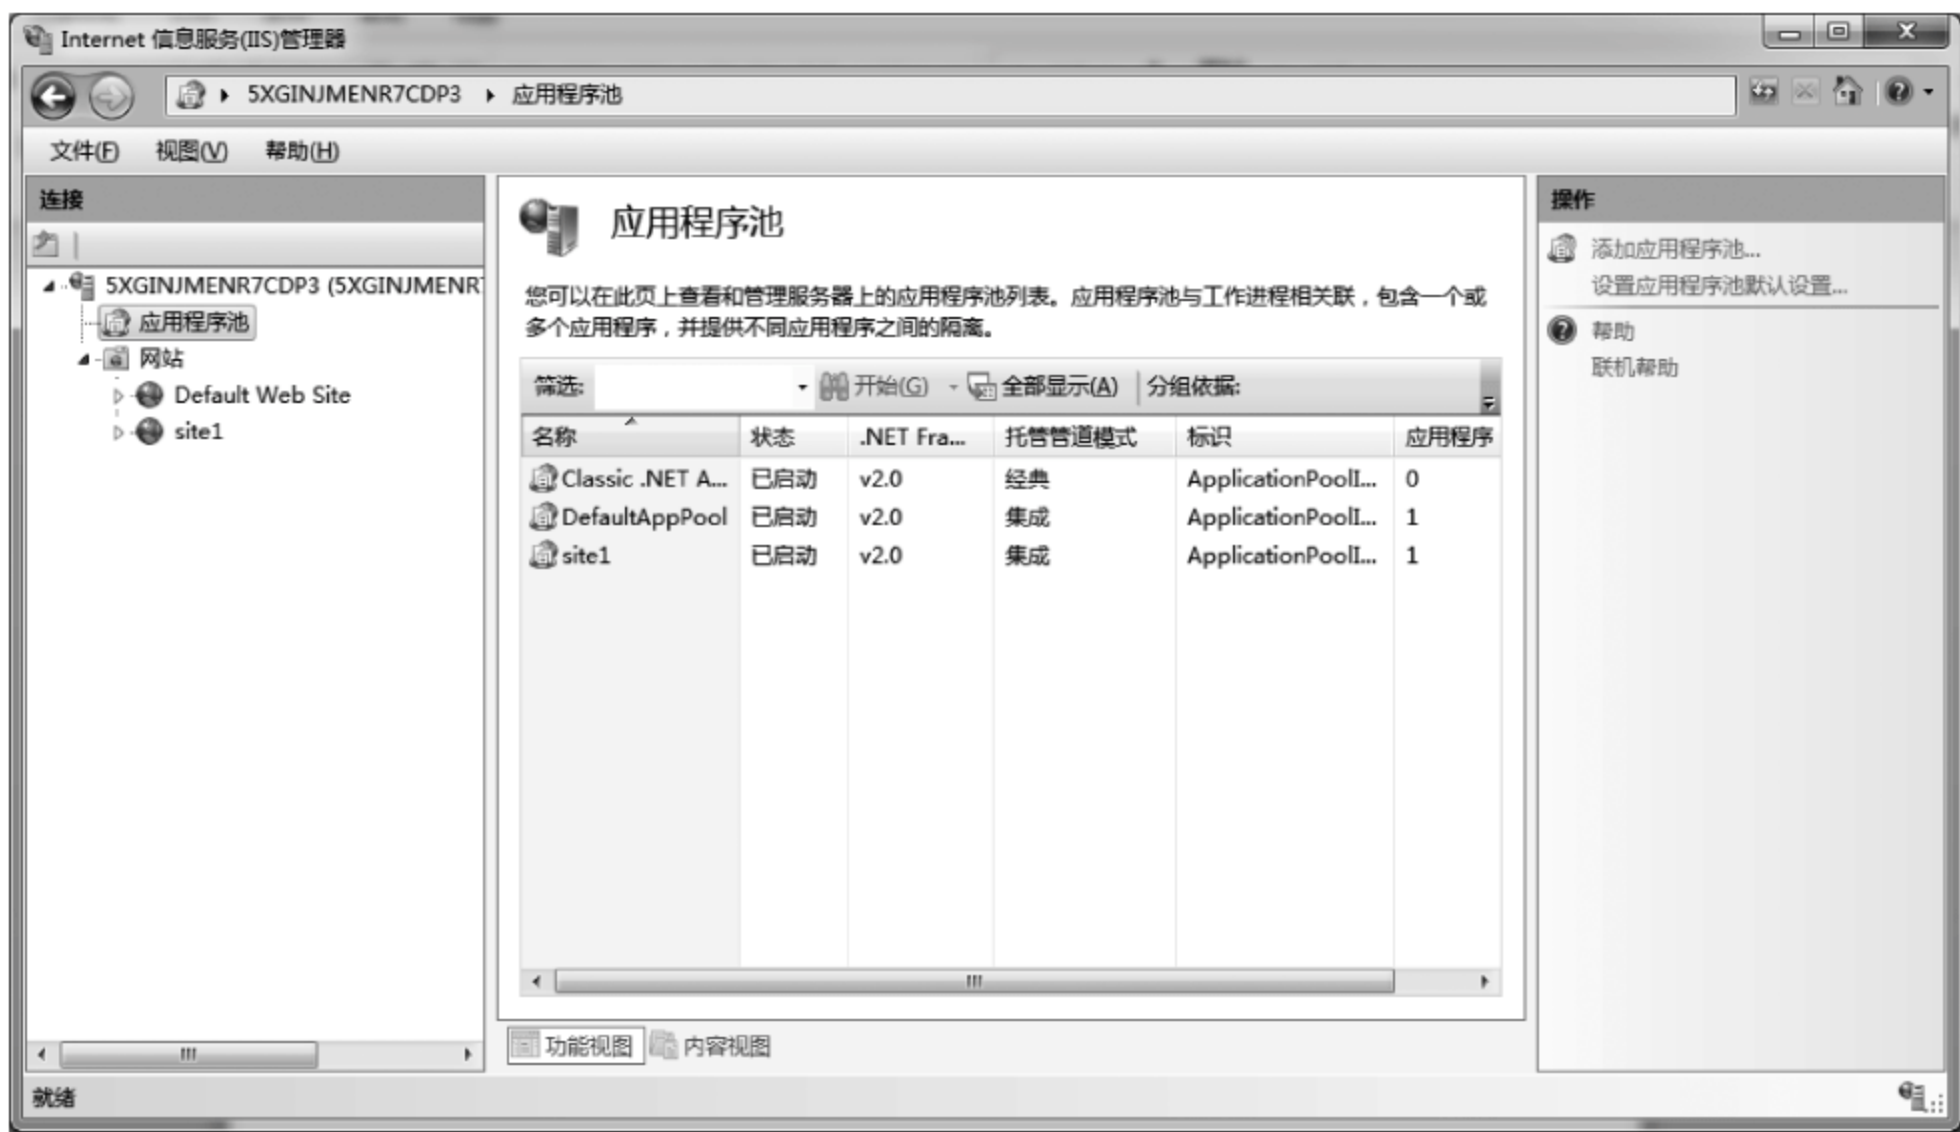 Internet 信息服务(IIS)管理器
5XGINJMENR7CDP3 应用程序池
文件(F) 视图(V) 帮助(H)
连接
5XGINJMENR7CDP3 (5XGINJMENR
应用程序池
网站
Default Web Site
site1
应用程序池
您可以在此页上查看和管理服务器上的应用程序池列表。应用程序池与工作进程相关联，包含一个或
多个应用程序，并提供不同应用程序之间的隔离。
筛选: 开始(G) 全部显示(A) 分组依据:
名称 状态 .NET Fra... 托管管道模式 标识 应用程序
Classic .NET A... 已启动 v2.0 经典 ApplicationPoolI... 0
DefaultAppPool 已启动 v2.0 集成 ApplicationPoolI... 1
site1 已启动 v2.0 集成 ApplicationPoolI... 1
功能视图 内容视图
操作
添加应用程序池...
设置应用程序池默认设置...
帮助
联机帮助
就绪